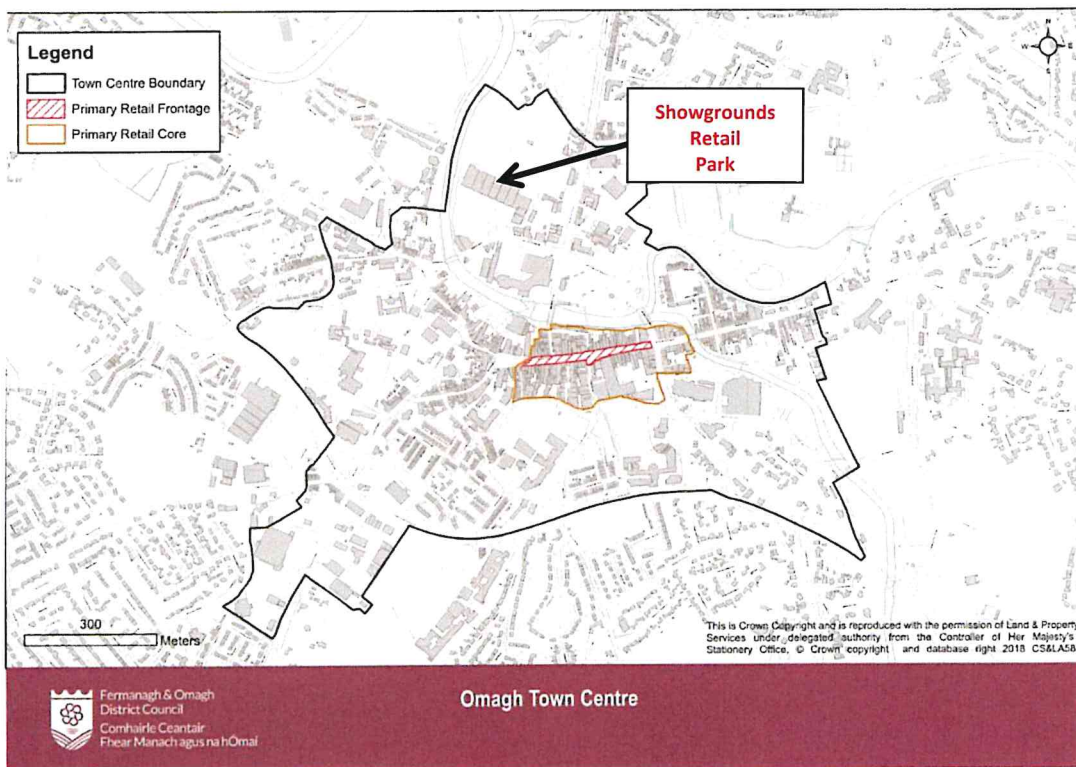 Legend
Town Centre Boundary
Primary Retail Frontage
Primary Retail Core
N
W
E
S
Showgrounds
Retail
Park
300
Meters
This is Crown Copyright and is reproduced with the permission of Land & Property
Services under delegated authority from the Controller of Her Majesty's
Stationery Office, © Crown copyright and database right 2018 CS&LA58
Fermanagh & Omagh
District Council
Comhairle Ceantair
Fhear Manach agus na hÓmaí
Omagh Town Centre